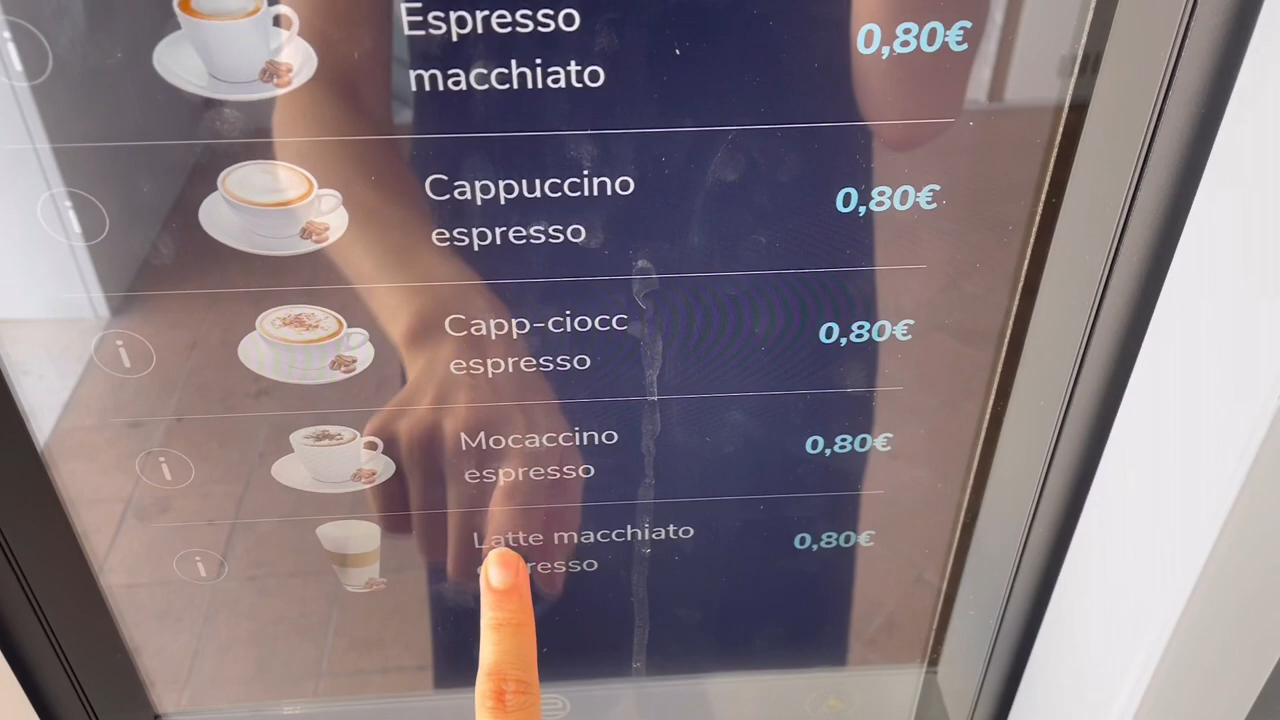 Espresso
macchiato
0,80€
i
Cappuccino
espresso
0,80€
i
Capp-ciocc
espresso
0,80€
i
Mocaccino
espresso
0,80€
i
Latte macchiato
0,80€
i